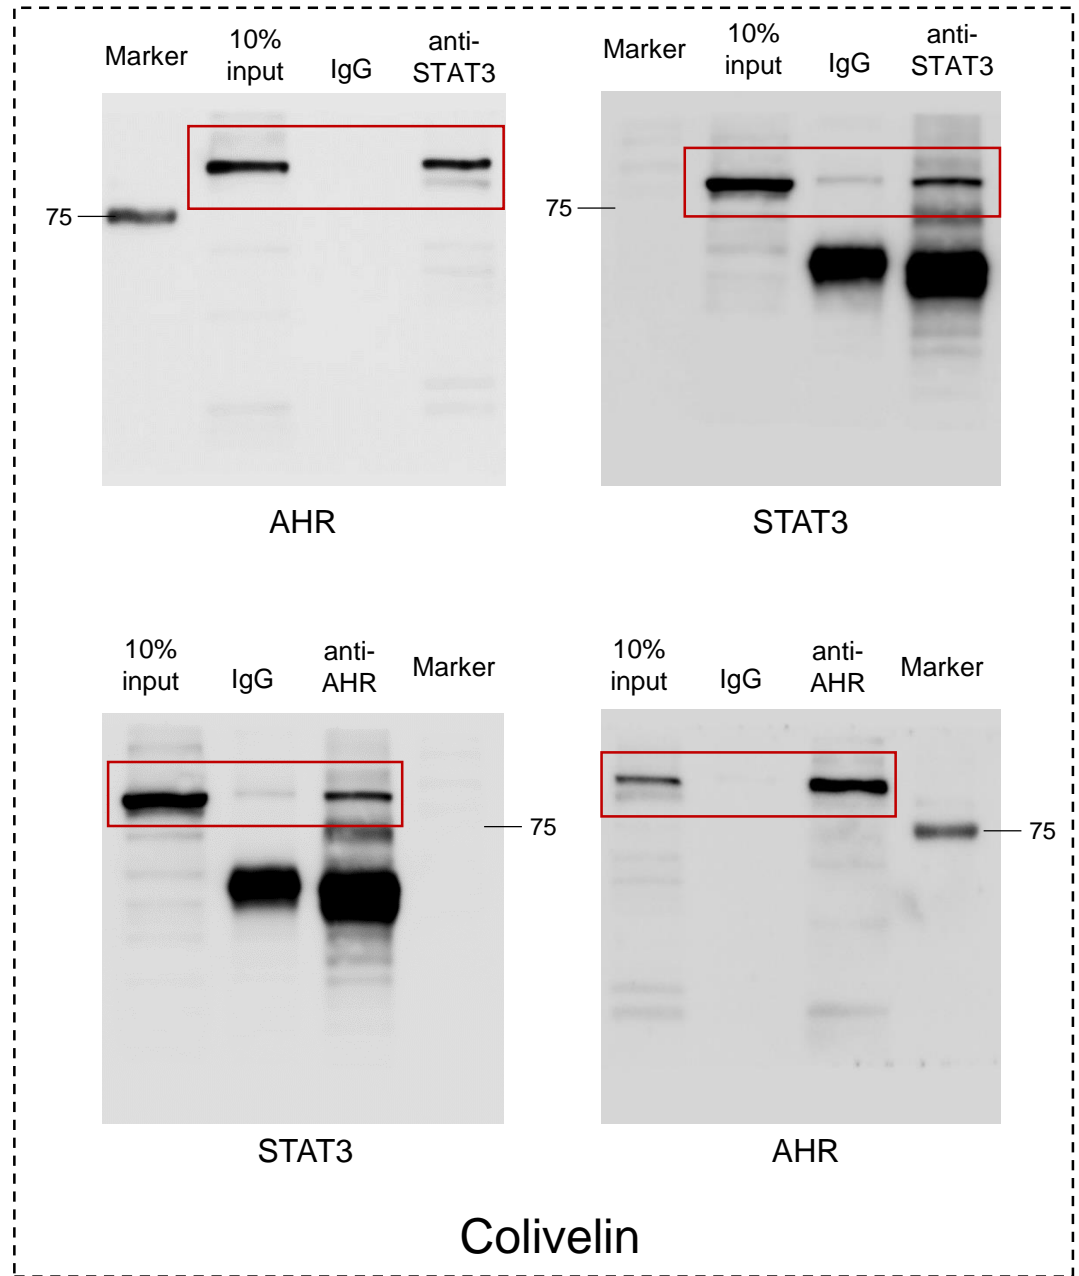 Marker
10%
input
IgG
anti-
STAT3
75
AHR
Marker
10%
input
IgG
anti-
STAT3
75
STAT3
10%
input
IgG
anti-
AHR
Marker
75
STAT3
10%
input
IgG
anti-
AHR
Marker
75
AHR
Colivelin